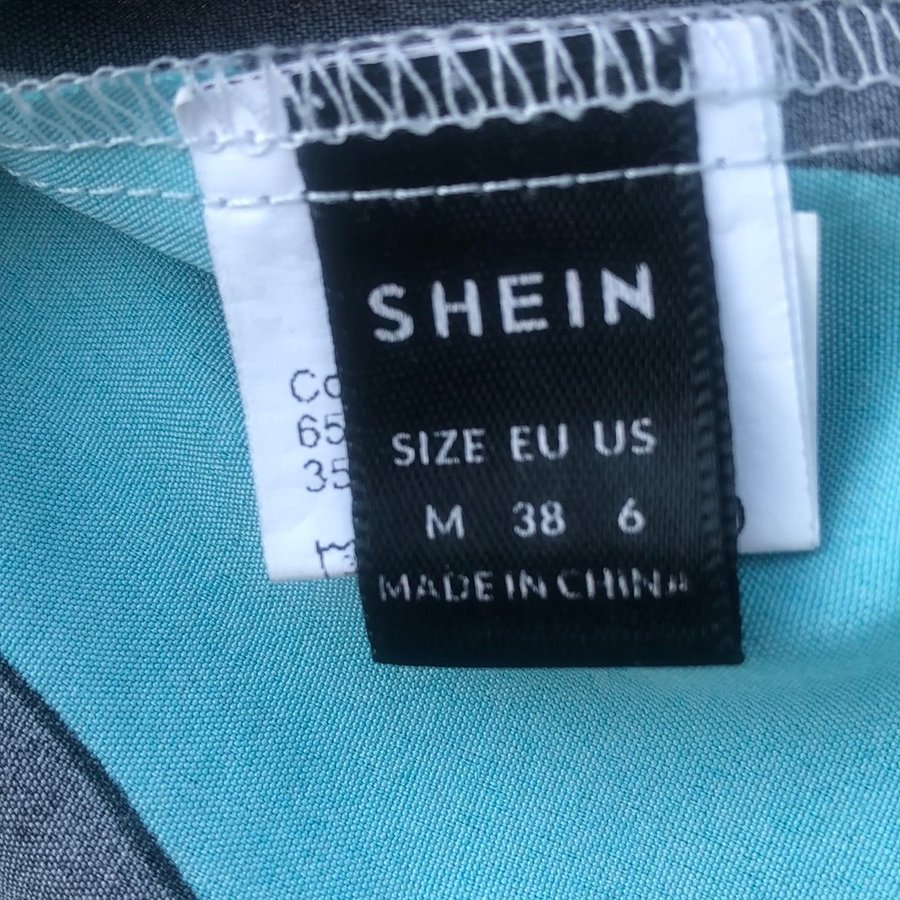 SHEIN
SIZE EU US
M 38 6
MADE IN CHINA
Co
65
35